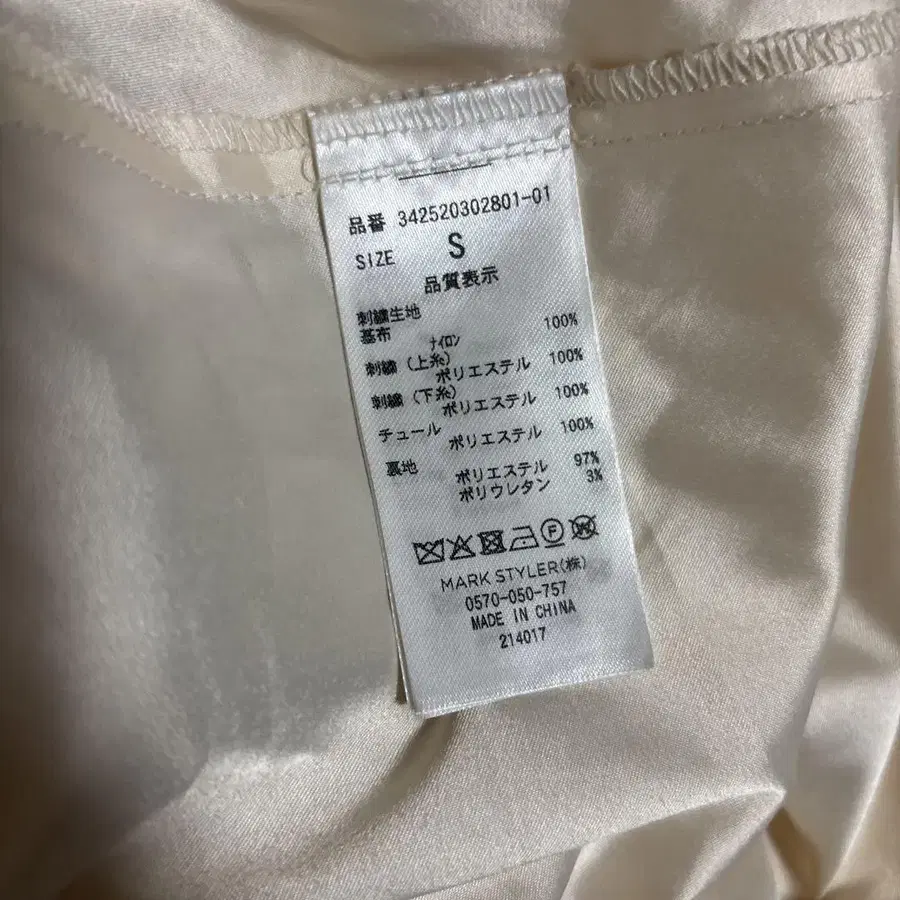 品番 342520302801-01
SIZE S
品質表示
刺繍生地
基布
ナイロン 100%
刺繍(上糸)
ポリエステル 100%
刺繍(下糸)
ポリエステル 100%
チュール
ポリエステル 100%
裏地
ポリエステル 97%
ポリウレタン 3%
F W
MARK STYLER(株)
0570-050-757
MADE IN CHINA
214017